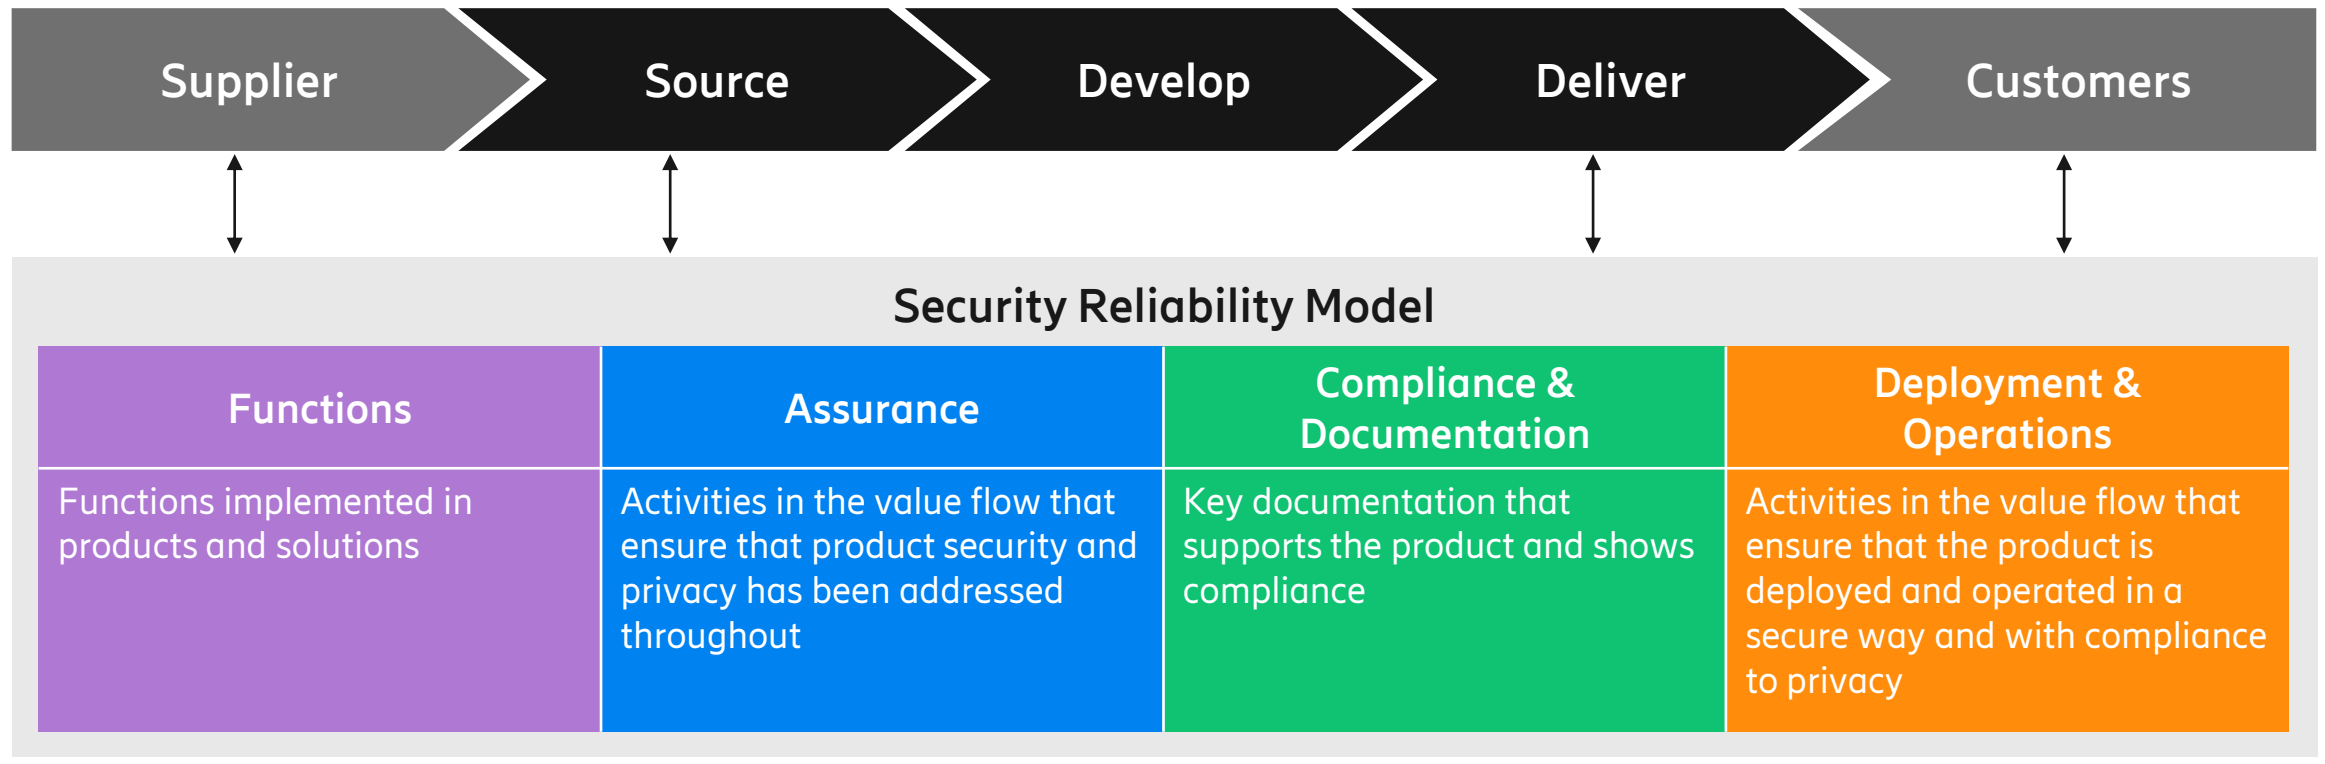 Supplier
Source
Develop
Deliver
Customers
Security Reliability Model
Functions
Assurance
Compliance &
Documentation
Deployment &
Operations
Functions implemented in
products and solutions
Activities in the value flow that
ensure that product security and
privacy has been addressed
throughout
Key documentation that
supports the product and shows
compliance
Activities in the value flow that
ensure that the product is
deployed and operated in a
secure way and with compliance
to privacy